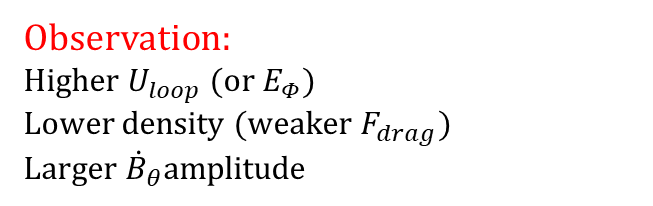 Observation:
Higher U_loop (or E_Φ)
Lower density (weaker F_drag)
Larger Ḃ_θ amplitude